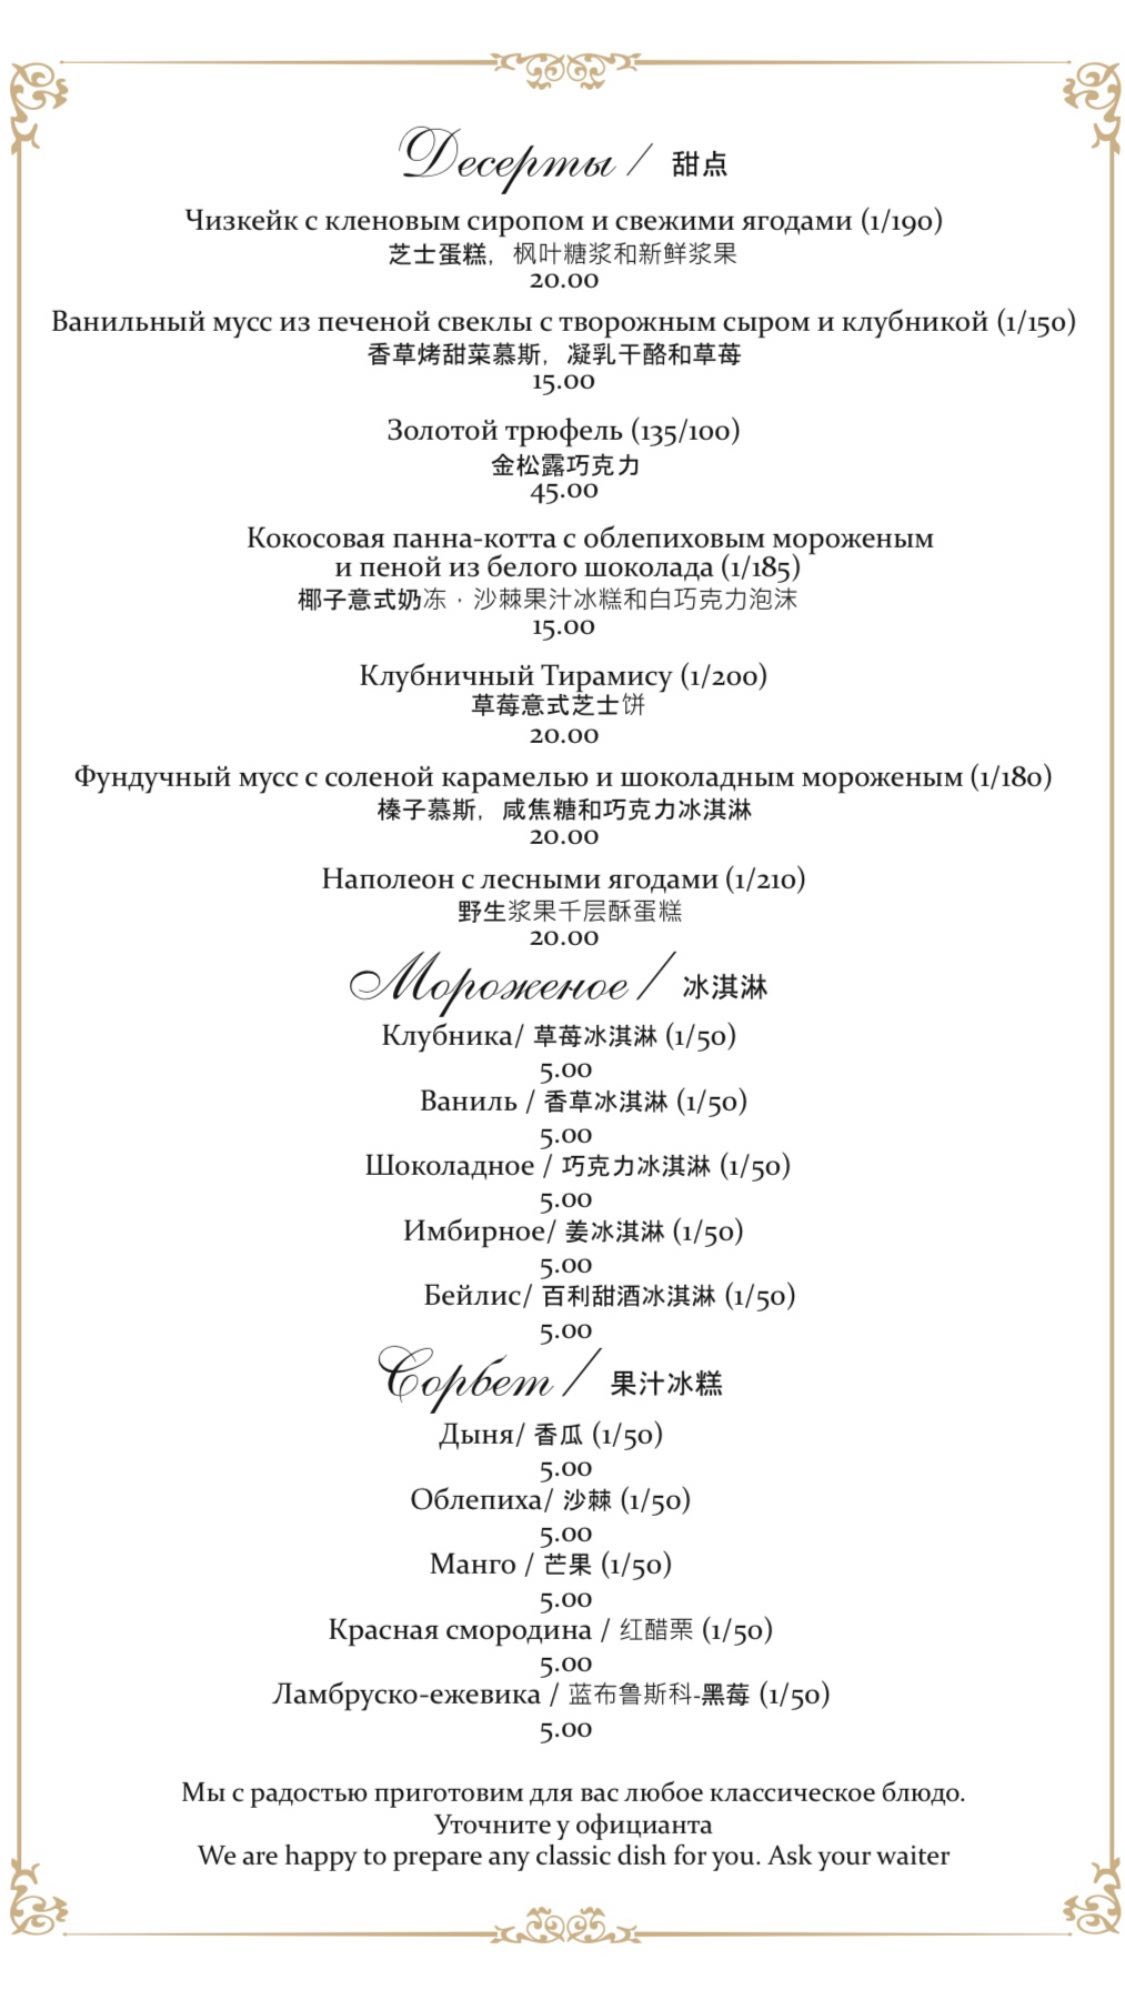 Десерты / 甜点
Чизкейк с кленовым сиропом и свежими ягодами (1/190)
芝士蛋糕，枫叶糖浆和新鲜浆果
20.00
Ванильный мусс из печеной свеклы с творожным сыром и клубникой (1/150)
香草烤甜菜慕斯，凝乳干酪和草莓
15.00
Золотой трюфель (135/100)
金松露巧克力
45.00
Кокосовая панна-котта с облепиховым мороженым
и пеной из белого шоколада (1/185)
椰子意式奶冻，沙棘果汁冰糕和白巧克力泡沫
15.00
Клубничный Тирамису (1/200)
草莓意式芝士饼
20.00
Фундучный мусс с соленой карамелью и шоколадным мороженым (1/180)
榛子慕斯，咸焦糖和巧克力冰淇淋
20.00
Наполеон с лесными ягодами (1/210)
野生浆果千层酥蛋糕
20.00
Мороженое / 冰淇淋
Клубника/ 草莓冰淇淋 (1/50)
5.00
Ваниль / 香草冰淇淋 (1/50)
5.00
Шоколадное / 巧克力冰淇淋 (1/50)
5.00
Имбирное/ 姜冰淇淋 (1/50)
5.00
Бейлис/ 百利甜酒冰淇淋 (1/50)
5.00
Сорбет / 果汁冰糕
Дыня/ 香瓜 (1/50)
5.00
Облепиха/ 沙棘 (1/50)
5.00
Манго / 芒果 (1/50)
5.00
Красная смородина / 红醋栗 (1/50)
5.00
Ламбруско-ежевика / 蓝布鲁斯科-黑莓 (1/50)
5.00
Мы с радостью приготовим для вас любое классическое блюдо.
Уточните у официанта
We are happy to prepare any classic dish for you. Ask your waiter